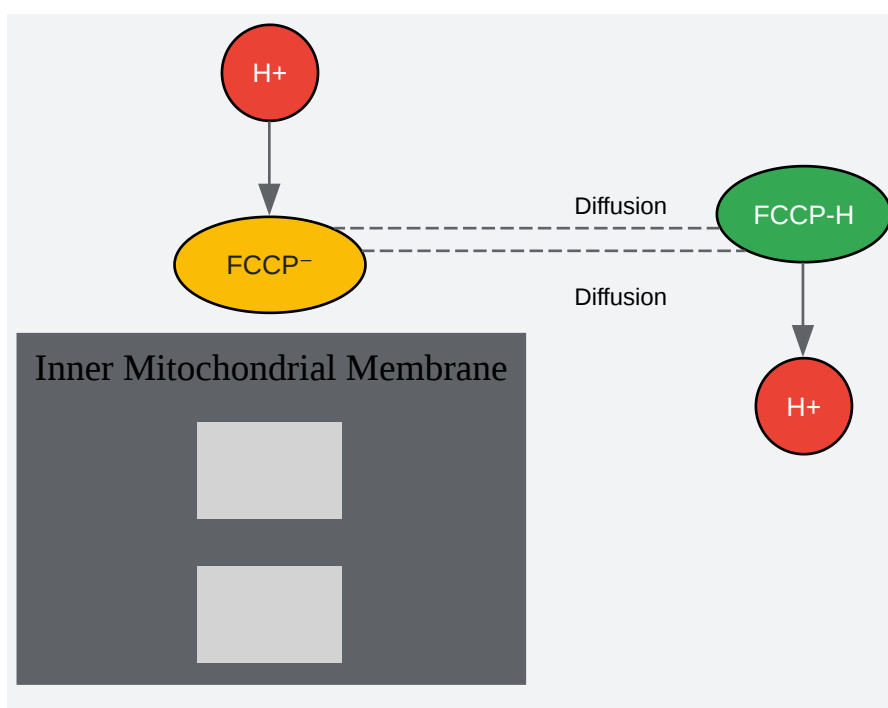 H+
Diffusion
FCCP-H
FCCP⁻
Diffusion
Inner Mitochondrial Membrane
H+